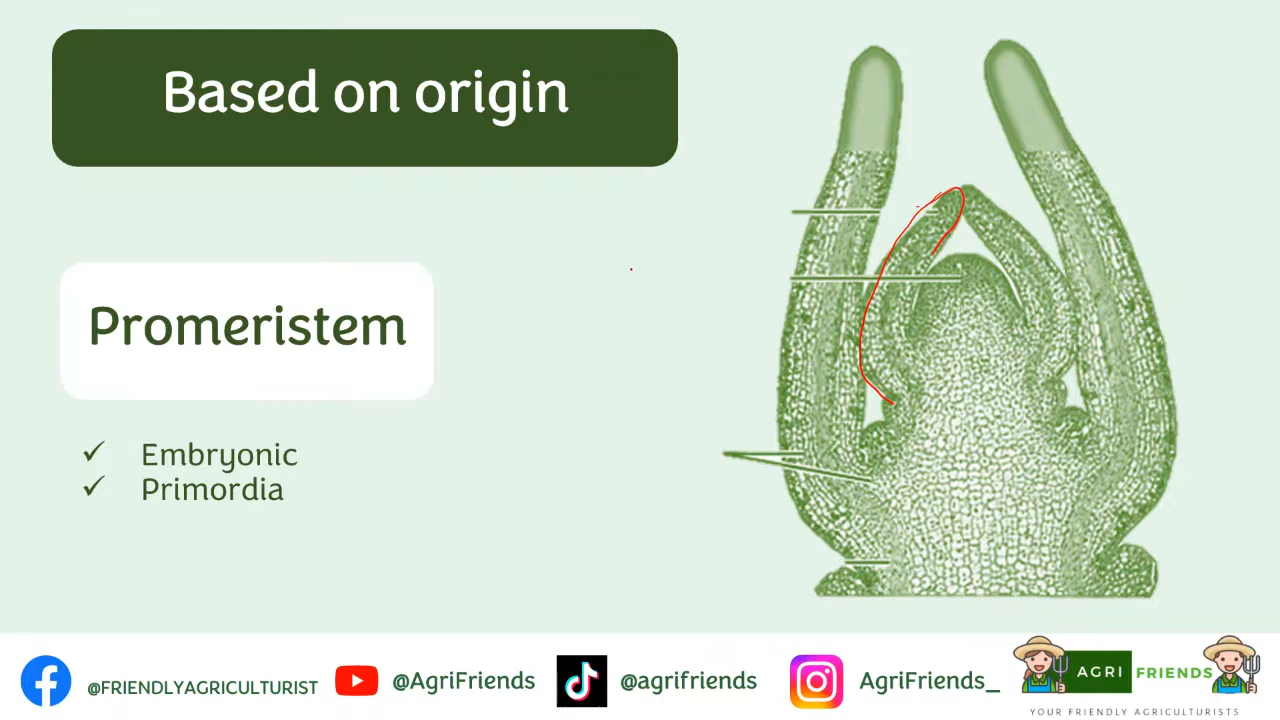 Based on origin
Promeristem
✓ Embryonic
✓ Primordia
@FRIENDLYAGRICULTURIST
@AgriFriends
@agrifriends
AgriFriends_
AGRI FRIENDS
YOUR FRIENDLY AGRICULTURISTS